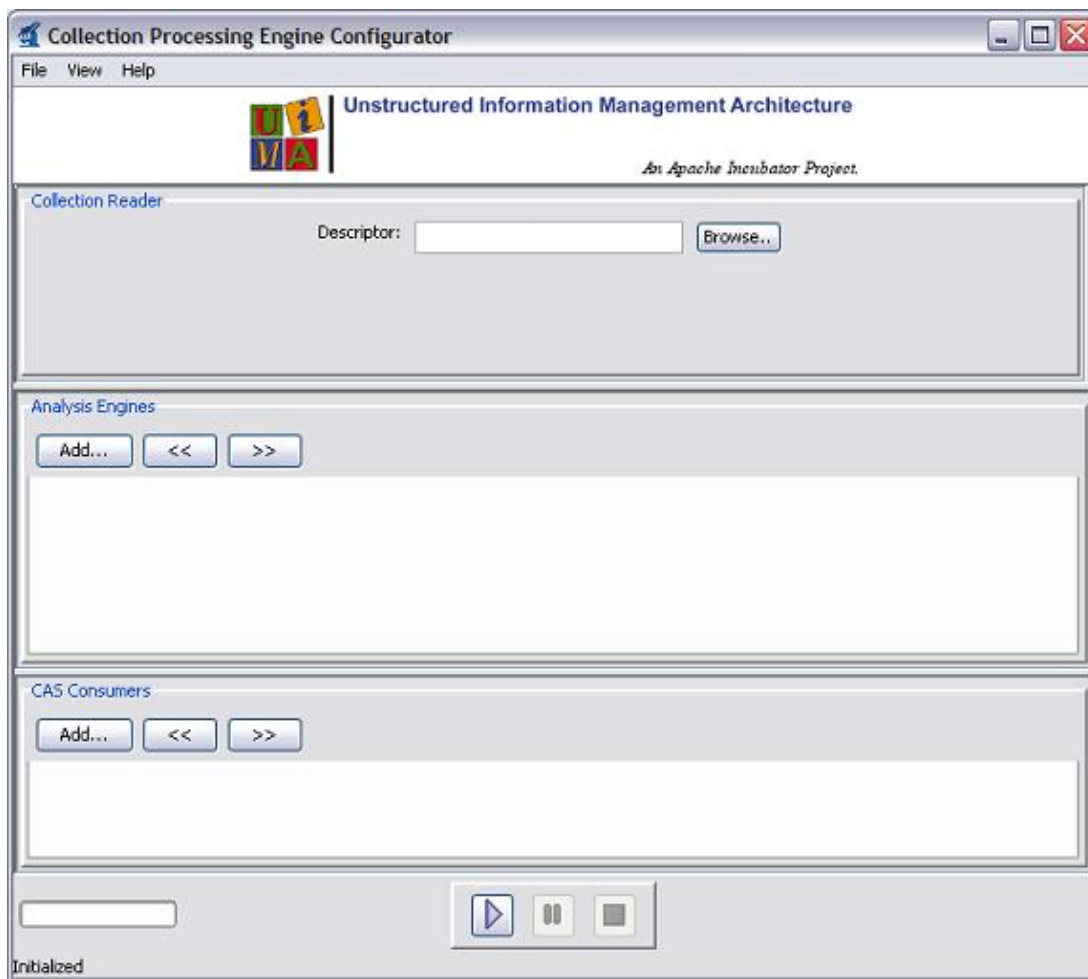 Collection Processing Engine Configurator
File View Help
UiMA
Unstructured Information Management Architecture
An Apache Incubator Project.
Collection Reader
Descriptor:
Browse..
Analysis Engines
Add... << >>
CAS Consumers
Add... << >>
Initialized